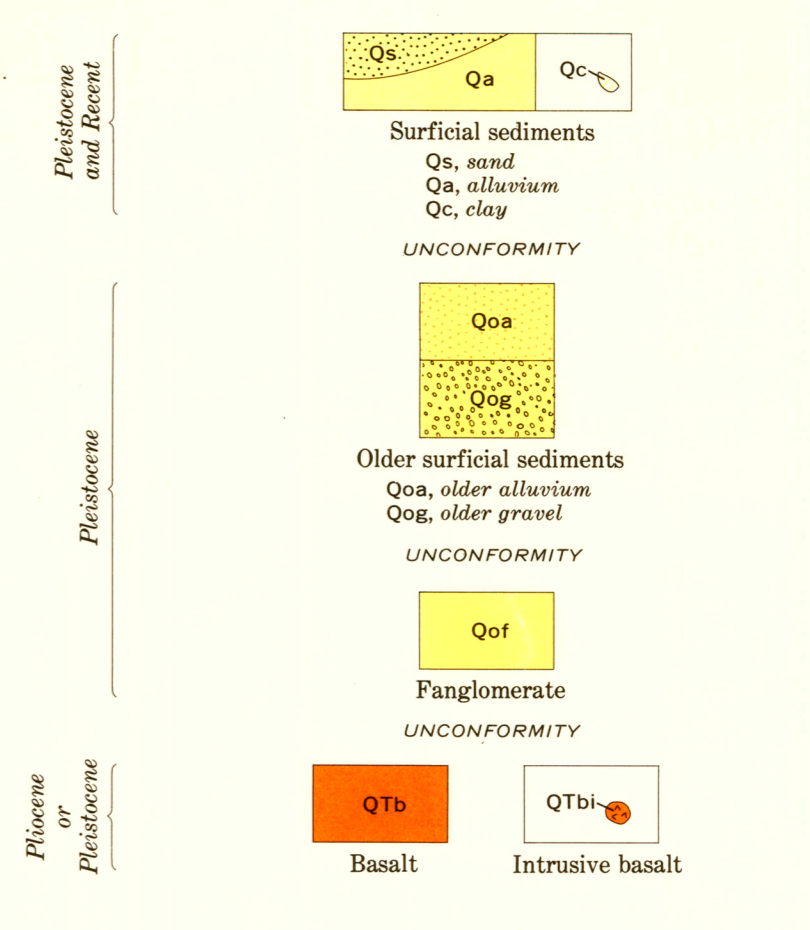 Pleistocene
and Recent
Qs
Qa
Qc
Surficial sediments
Qs, sand
Qa, alluvium
Qc, clay
UNCONFORMITY
Pleistocene
Qoa
Qog
Older surficial sediments
Qoa, older alluvium
Qog, older gravel
UNCONFORMITY
Qof
Fanglomerate
UNCONFORMITY
Pliocene
or
Pleistocene
QTb
QTbi
Basalt
Intrusive basalt